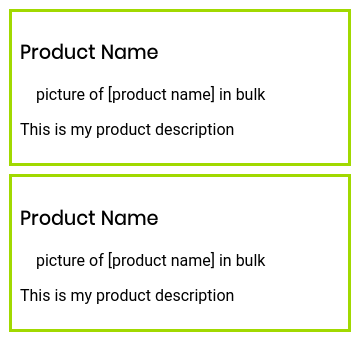 Product Name
picture of [product name] in bulk
This is my product description
Product Name
picture of [product name] in bulk
This is my product description